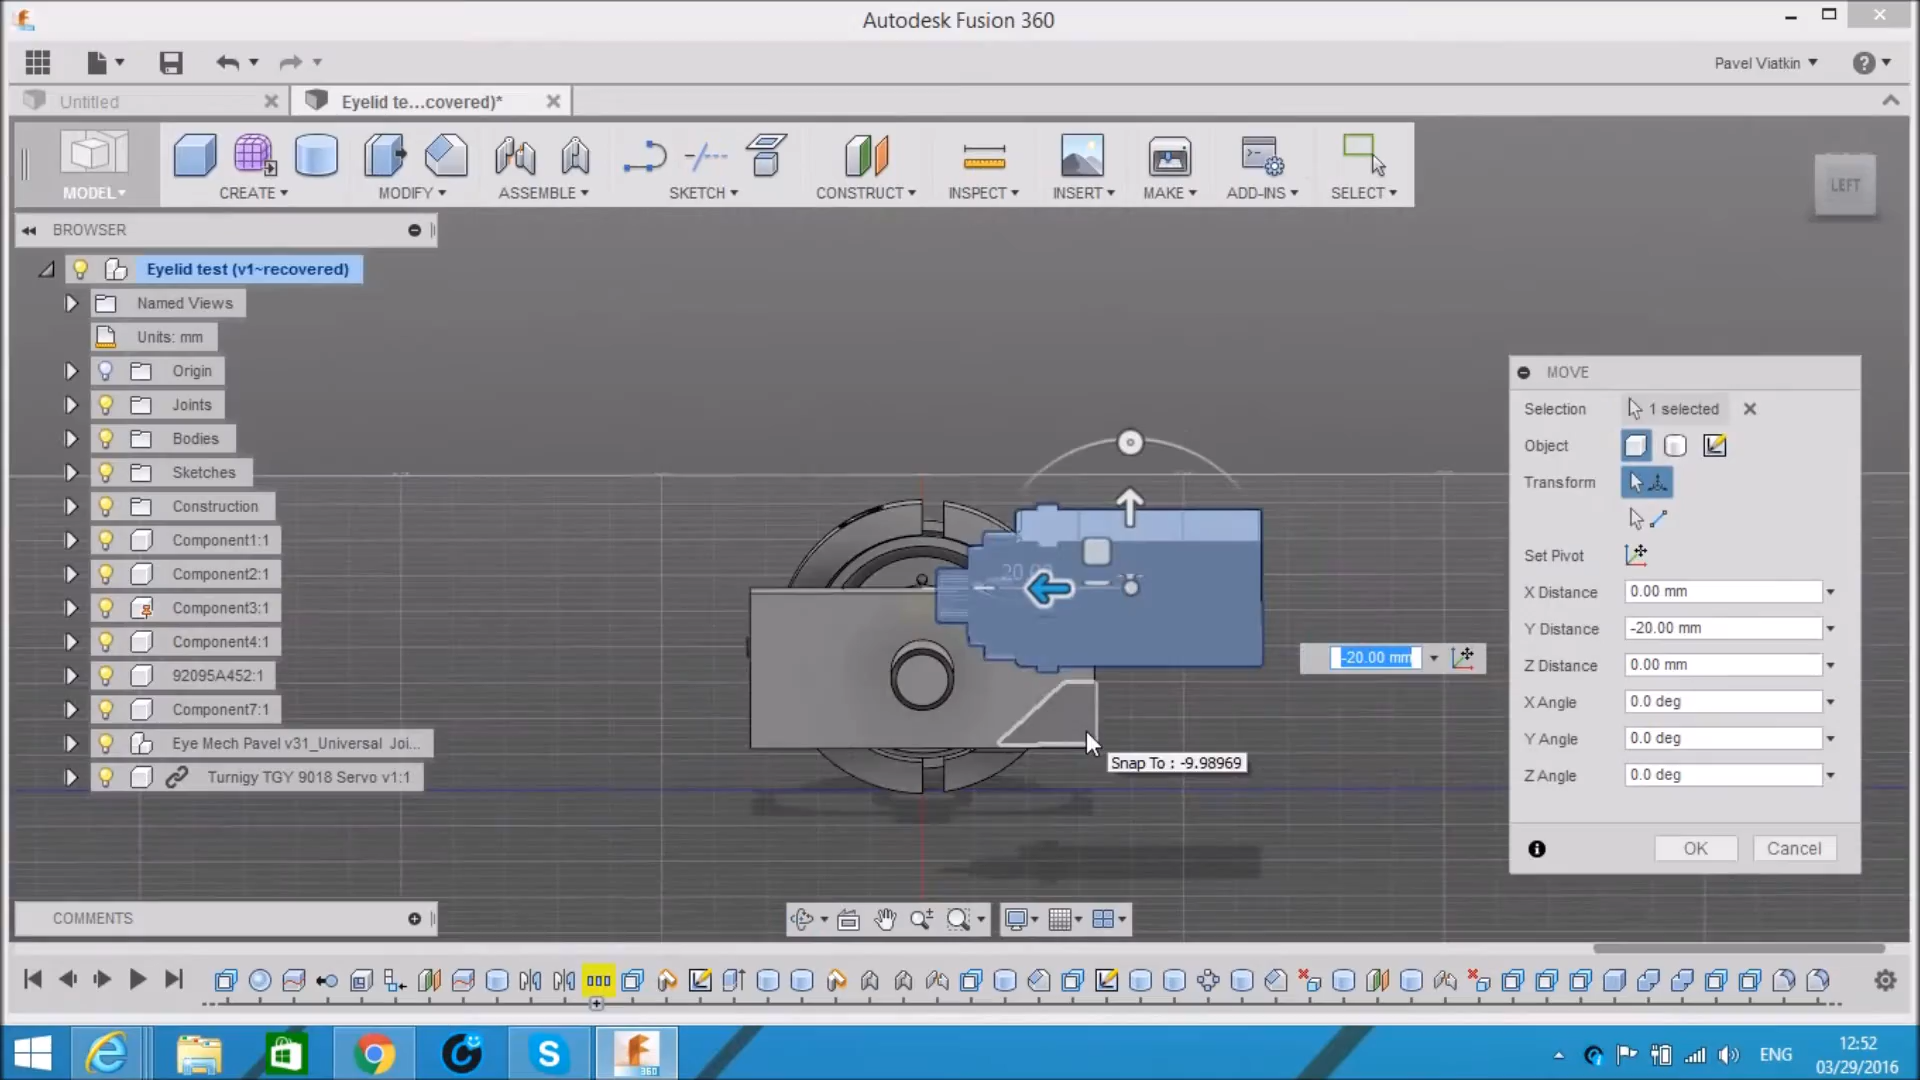 Autodesk Fusion 360
Pavel Viatkin
Untitled
Eyelid te...covered)*
MODEL
CREATE
MODIFY
ASSEMBLE
SKETCH
CONSTRUCT
INSPECT
INSERT
MAKE
ADD-INS
SELECT
LEFT
BROWSER
Eyelid test (v1~recovered)
Named Views
Units: mm
Origin
Joints
Bodies
Sketches
Construction
Component1:1
Component2:1
Component3:1
Component4:1
92095A452:1
Component7:1
Eye Mech Pavel v31_Universal Joi...
Turnigy TGY 9018 Servo v1:1
-20.00 mm
Snap To : -9.98969
MOVE
Selection 1 selected
Object
Transform
Set Pivot
X Distance 0.00 mm
Y Distance -20.00 mm
Z Distance 0.00 mm
X Angle 0.0 deg
Y Angle 0.0 deg
Z Angle 0.0 deg
OK Cancel
COMMENTS
360
ENG
12:52
03/29/2016